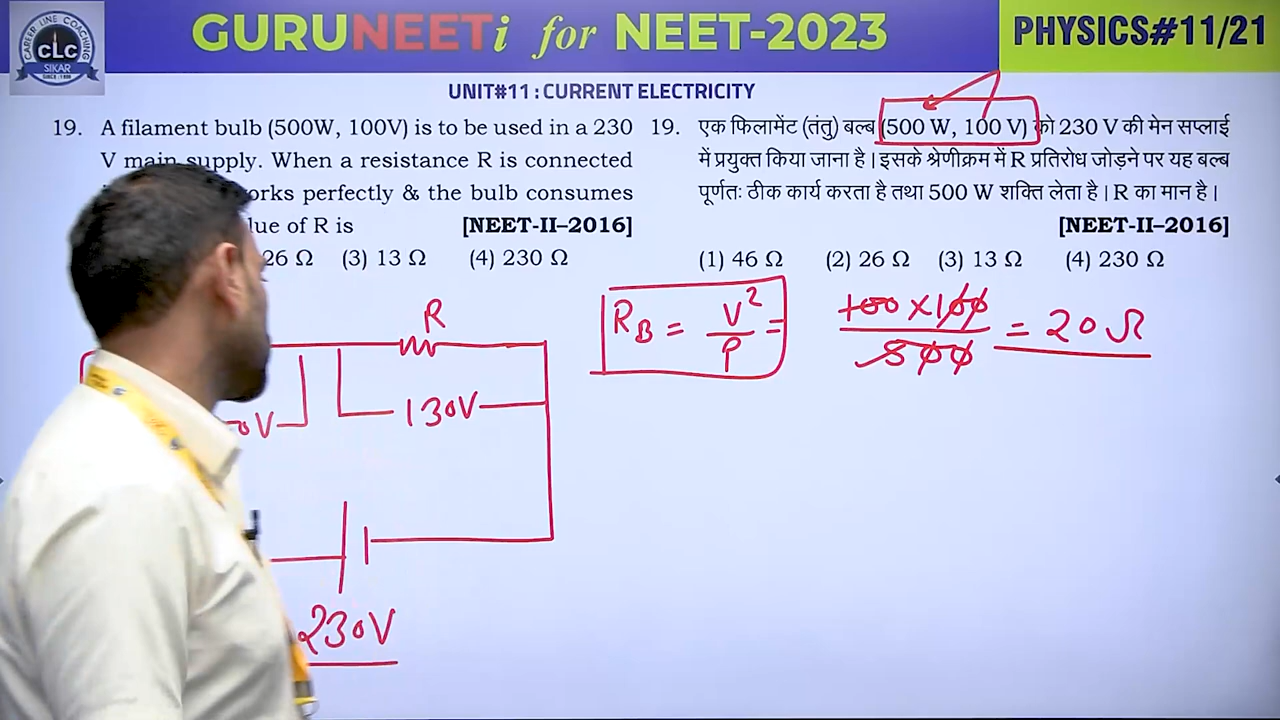 CAREER LINE COACHING
CLC
SIKAR
SINCE : 1996
GURUNEETi for NEET-2023
PHYSICS#11/21
UNIT#11 : CURRENT ELECTRICITY
19. A filament bulb (500W, 100V) is to be used in a 230
V main supply. When a resistance R is connected
orks perfectly & the bulb consumes
lue of R is [NEET-II–2016]
26 Ω (3) 13 Ω (4) 230 Ω
19. एक फिलामेंट (तंतु) बल्ब (500 W, 100 V) को 230 V की मेन सप्लाई
में प्रयुक्त किया जाना है। इसके श्रेणीक्रम में R प्रतिरोध जोड़ने पर यह बल्ब
पूर्णतः ठीक कार्य करता है तथा 500 W शक्ति लेता है। R का मान है।
[NEET-II–2016]
(1) 46 Ω (2) 26 Ω (3) 13 Ω (4) 230 Ω
R
0V
130V
230V
R_B = V²/P = 100 X 100 / 500 = 20 Ω